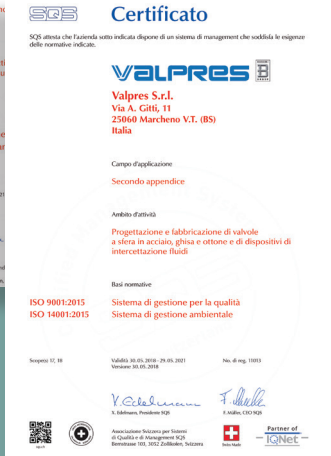 SQS
Certificato
SQS attesta che l'azienda sotto indicata dispone di un sistema di management che soddisfa le esigenze
delle normative indicate.
VALPRES
Valpres S.r.l.
Via A. Gitti, 11
25060 Marcheno V.T. (BS)
Italia
Campo d'applicazione
Secondo appendice
Ambito d'attività
Progettazione e fabbricazione di valvole
a sfera in acciaio, ghisa e ottone e di dispositivi di
intercettazione fluidi
Basi normative
ISO 9001:2015 Sistema di gestione per la qualità
ISO 14001:2015 Sistema di gestione ambientale
Scope(s) 17, 18 Validità 30.05.2018 - 29.05.2021 No. di reg. 11053
Versione 30.05.2018
X. Edelmann
X. Edelmann, Presidente SQS F. Müller, CEO SQS
Associazione Svizzera per Sistemi
di Qualità e di Management SQS
Bernstrasse 103, 3052 Zollikofen, Svizzera
Swiss Made
Partner of
IQNet